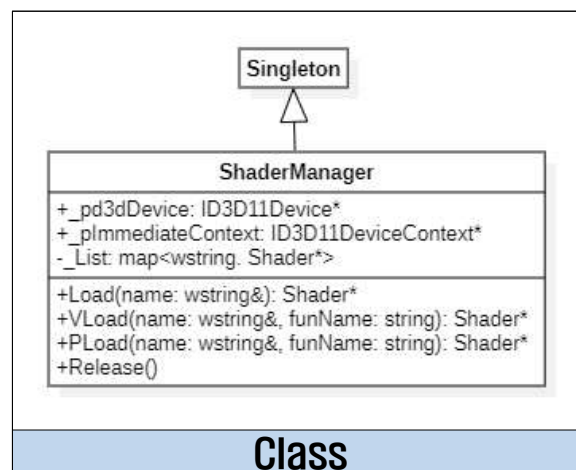 Singleton
ShaderManager
+_pd3dDevice: ID3D11Device*
+_pImmediateContext: ID3D11DeviceContext*
-_List: map<wstring. Shader*>
+Load(name: wstring&): Shader*
+VLoad(name: wstring&, funName: string): Shader*
+PLoad(name: wstring&, funName: string): Shader*
+Release()
Class